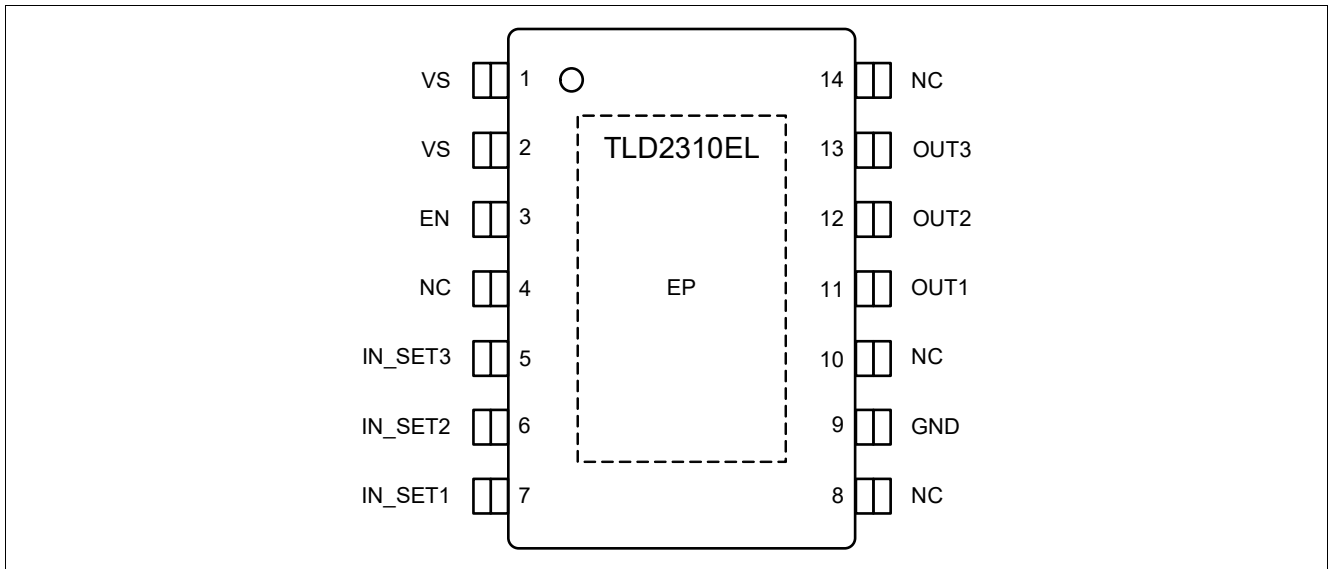 VS 1 14 NC
VS 2 TLD2310EL 13 OUT3
EN 3 12 OUT2
NC 4 EP 11 OUT1
IN_SET3 5 10 NC
IN_SET2 6 9 GND
IN_SET1 7 8 NC